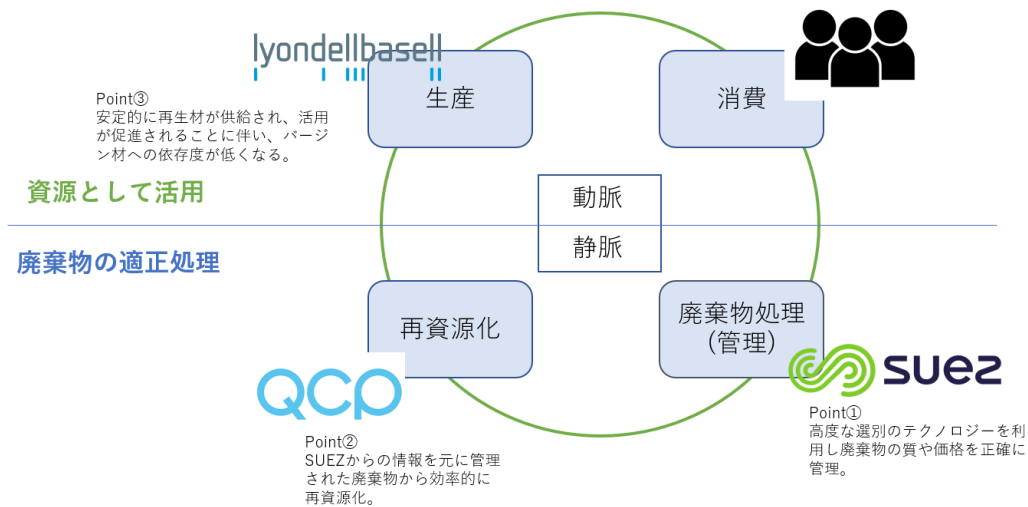 lyondellbasell
生産
消費
Point③
安定的に再生材が供給され、活用
が促進されることに伴い、バージ
ン材への依存度が低くなる。
資源として活用
動脈
静脈
廃棄物の適正処理
再資源化
廃棄物処理
(管理)
QCP
suez
Point①
高度な選別のテクノロジーを利
用し廃棄物の質や価格を正確に
管理。
Point②
SUEZからの情報を元に管理
された廃棄物から効率的に
再資源化。